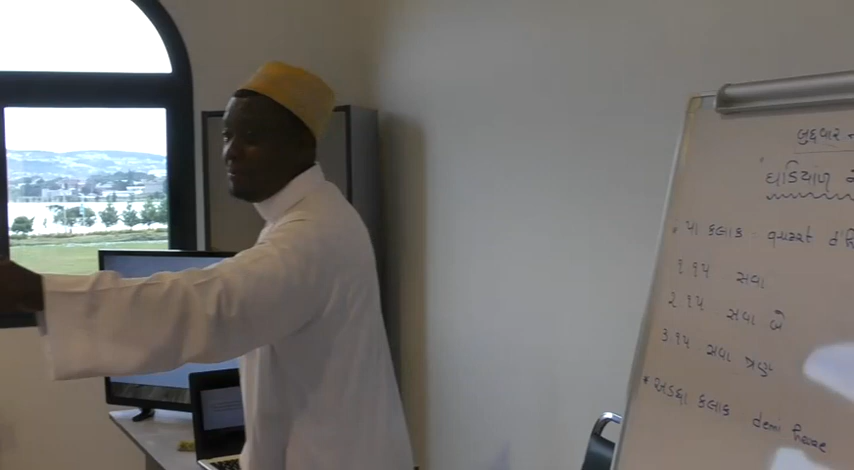 બુધવાર
ઘડિયાળ
* પા કલાક : quart d'h
૧ ૧૫ સવા
૨ ૧૫ સવા બે
૩ ૧૫ સવા ત્રણ
* અડધા કલાક demi heure